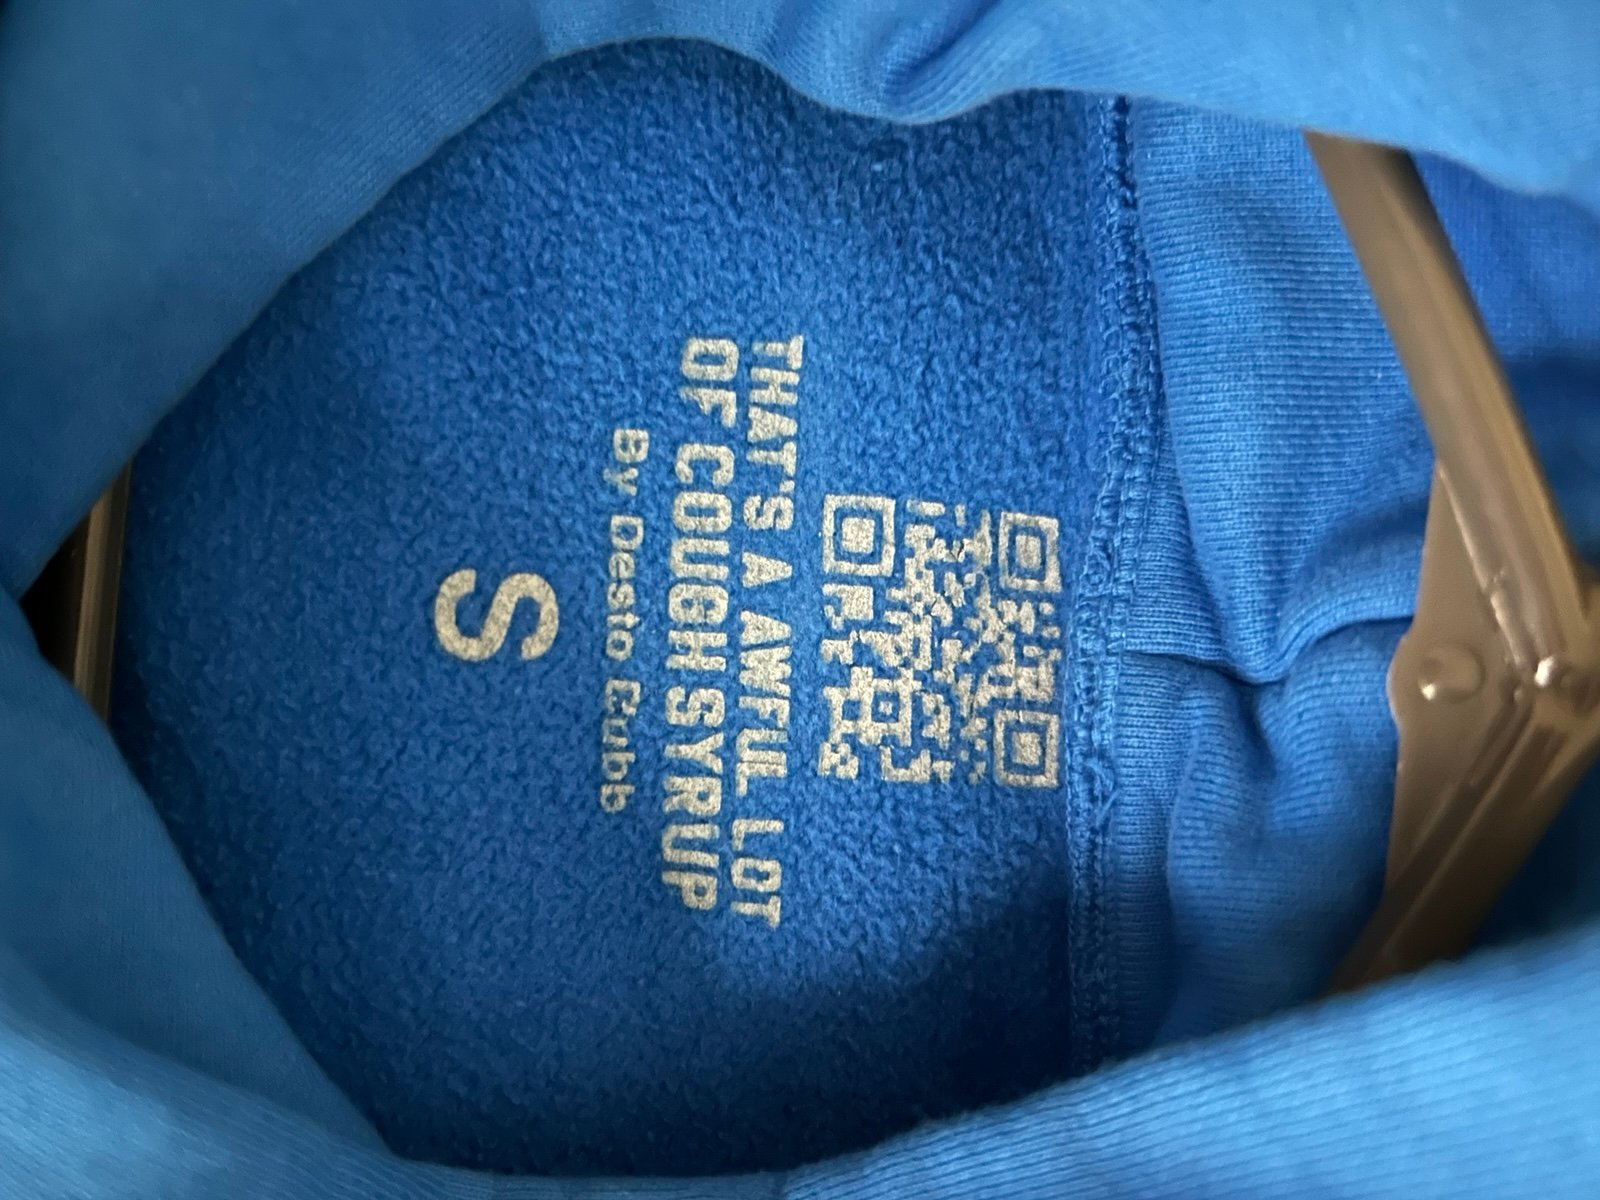 THAT'S A AWFUL LOT
OF COUGH SYRUP
By Desto Dubb
S